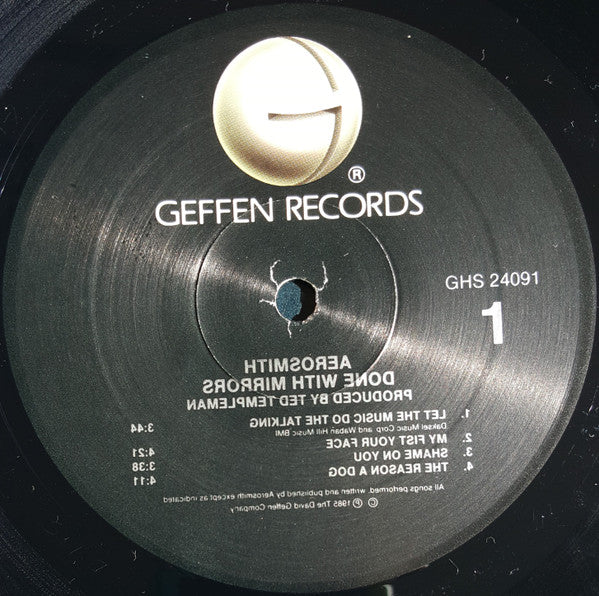 ®
GEFFEN RECORDS
GHS 24091
1
AEROSMITH
DONE WITH MIRRORS
PRODUCED BY TED TEMPLEMAN
1. LET THE MUSIC DO THE TALKING 3:44
Daksel Music Corp and Waban Hill Music BMI
2. MY FIST YOUR FACE 4:21
3. SHAME ON YOU 3:38
4. THE REASON A DOG 4:11
All songs performed, written and published by Aerosmith except as indicated
© ℗ 1985 The David Geffen Company